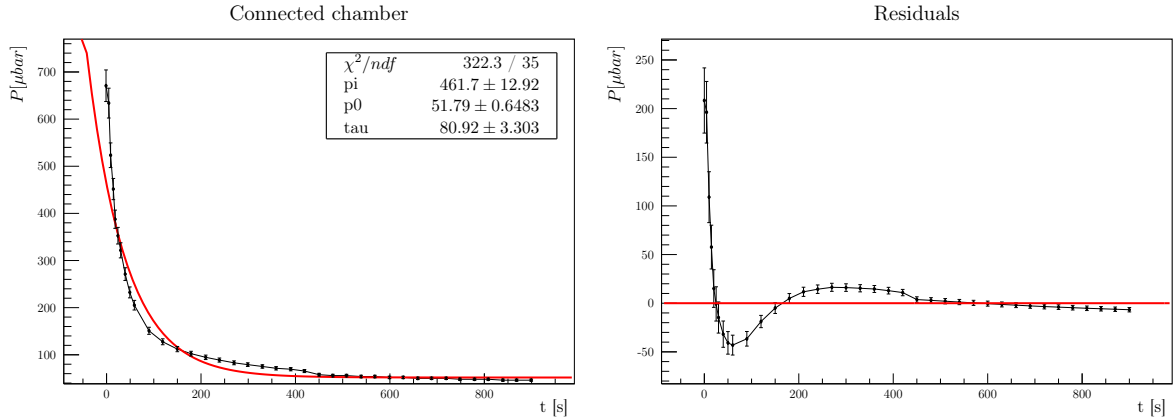 Connected chamber
P[μbar]
700
600
500
400
300
200
100
0 200 400 600 800
t [s]
χ²/ndf 322.3 / 35
pi 461.7 ± 12.92
p0 51.79 ± 0.6483
tau 80.92 ± 3.303
Residuals
P[μbar]
250
200
150
100
50
0
-50
0 200 400 600 800
t [s]